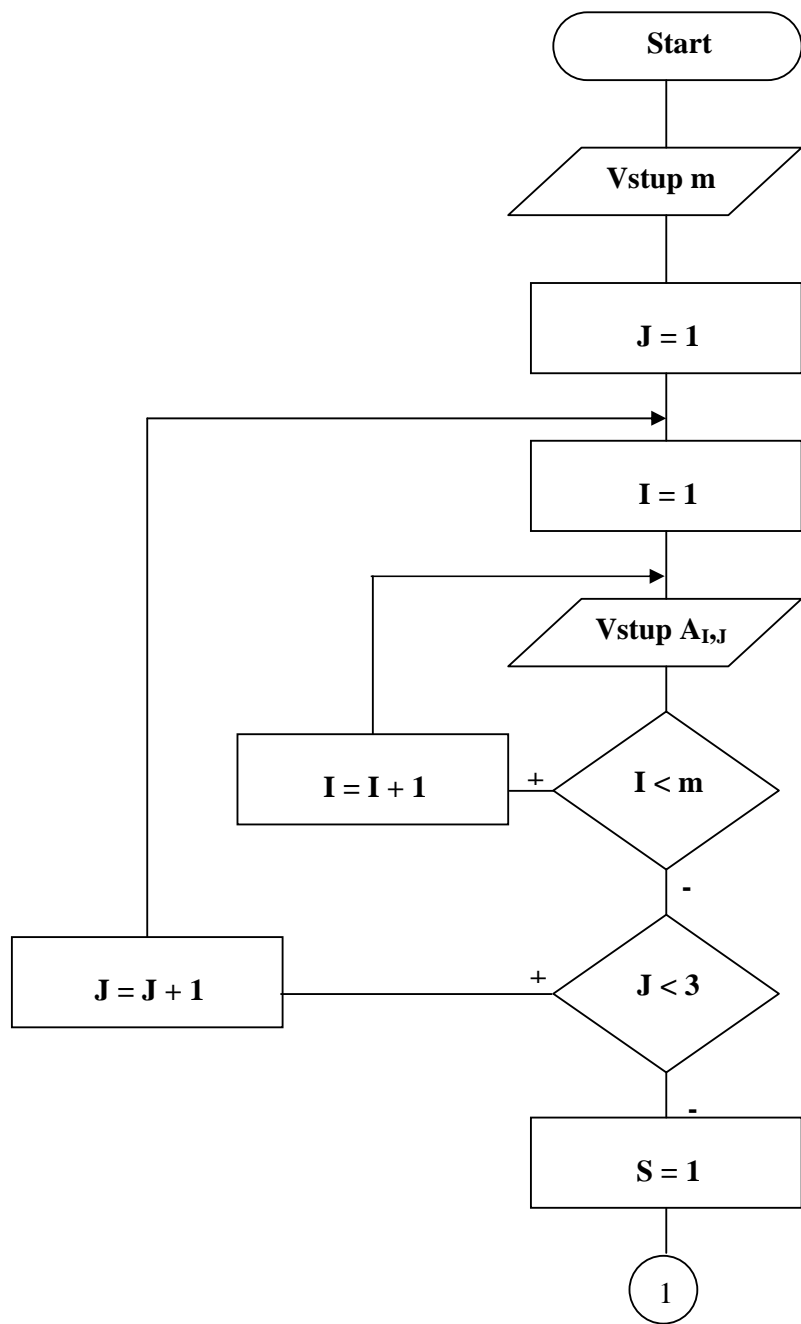 Start
Vstup m
J = 1
I = 1
Vstup A_{I,J}
I < m
+
I = I + 1
-
J < 3
+
J = J + 1
-
S = 1
1